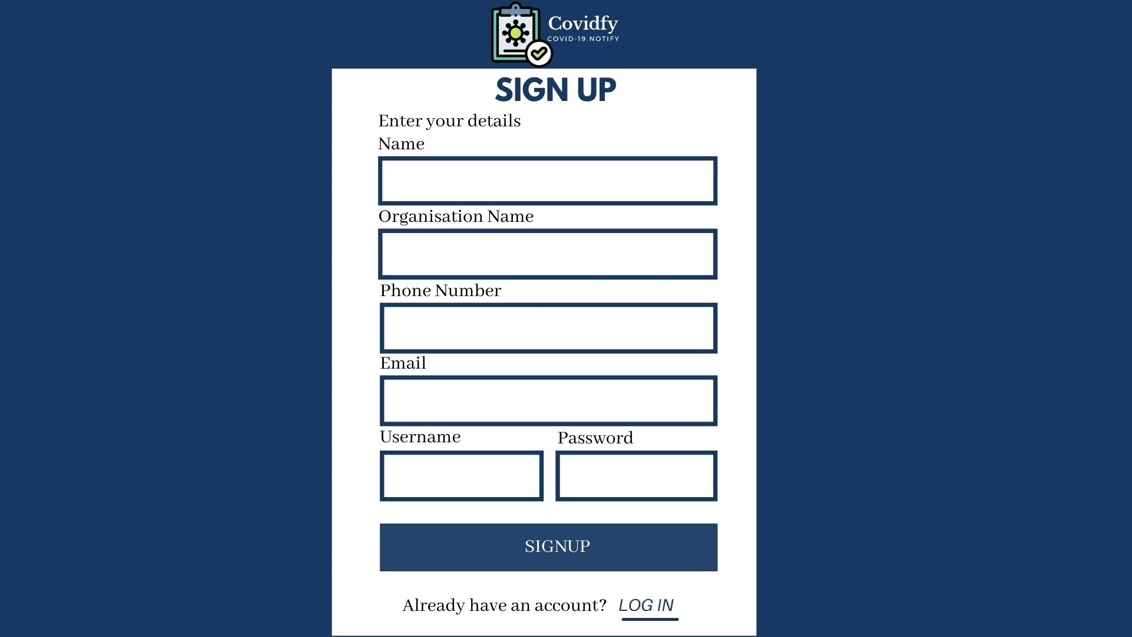 Covidfy
COVID-19 NOTIFY
SIGN UP
Enter your details
Name
Organisation Name
Phone Number
Email
Username Password
SIGNUP
Already have an account? LOG IN